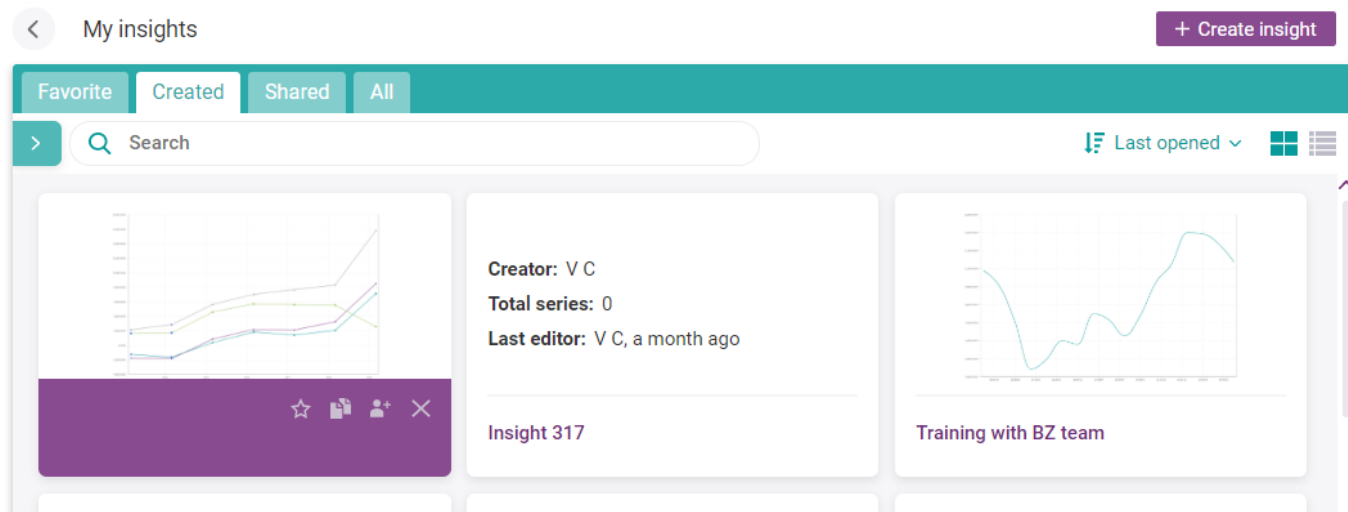 My insights
+ Create insight
Favorite
Created
Shared
All
Search
Last opened
Creator: V C
Total series: 0
Last editor: V C, a month ago
Insight 317
Training with BZ team